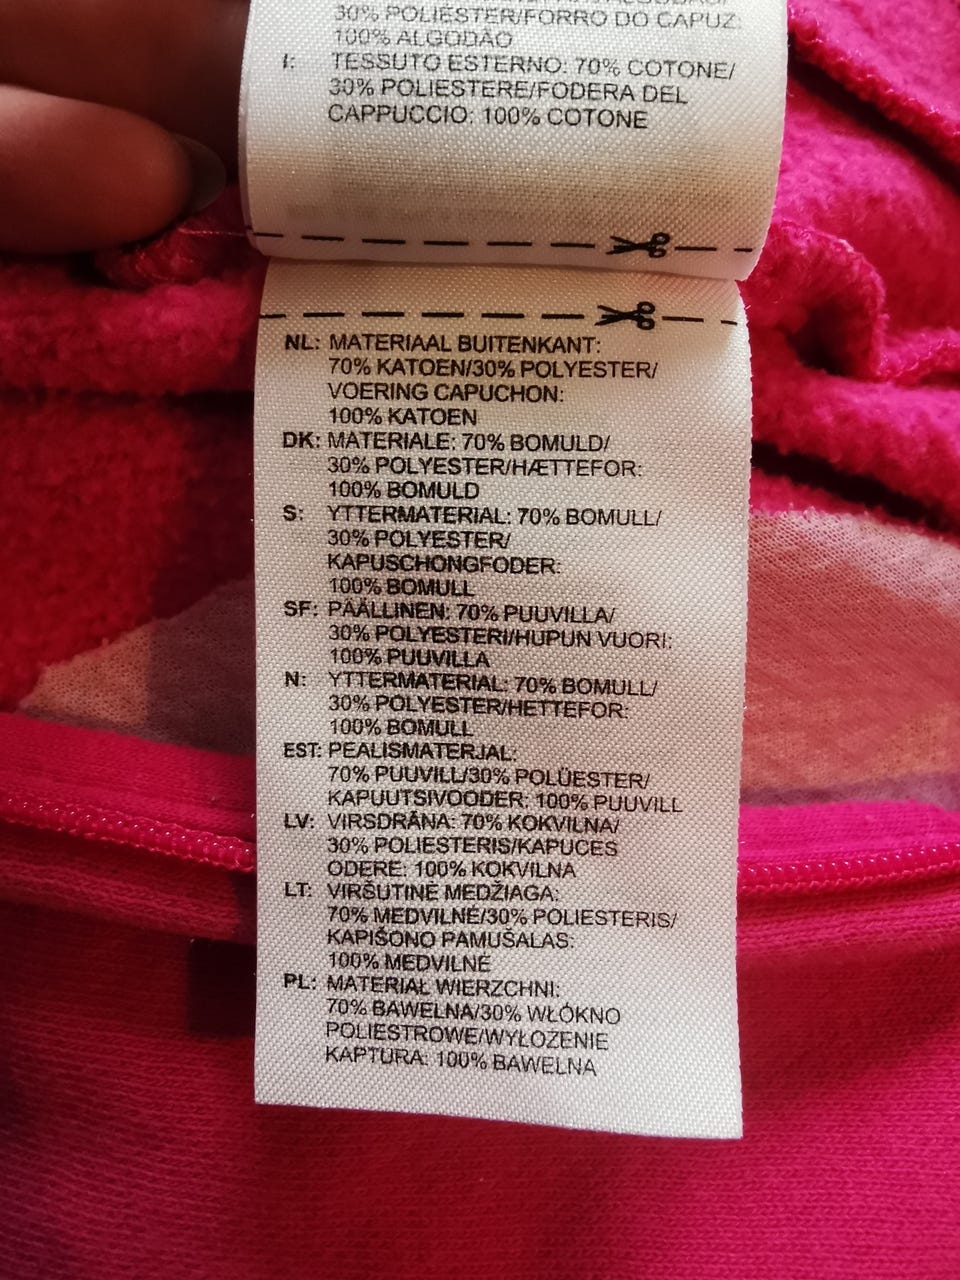 30% POLIÉSTER/FORRO DO CAPUZ:
100% ALGODÃO
I: TESSUTO ESTERNO: 70% COTONE/
30% POLIESTERE/FODERA DEL
CAPPUCCIO: 100% COTONE
NL: MATERIAAL BUITENKANT:
70% KATOEN/30% POLYESTER/
VOERING CAPUCHON:
100% KATOEN
DK: MATERIALE: 70% BOMULD/
30% POLYESTER/HÆTTEFOR:
100% BOMULD
S: YTTERMATERIAL: 70% BOMULL/
30% POLYESTER/
KAPUSCHONGFODER:
100% BOMULL
SF: PÄÄLLINEN: 70% PUUVILLA/
30% POLYESTERI/HUPUN VUORI:
100% PUUVILLA
N: YTTERMATERIAL: 70% BOMULL/
30% POLYESTER/HETTEFOR:
100% BOMULL
EST: PEALISMATERJAL:
70% PUUVILL/30% POLÜESTER/
KAPUUTSIVOODER: 100% PUUVILL
LV: VIRSDRĀNA: 70% KOKVILNA/
30% POLIESTERIS/KAPUCES
ODERE: 100% KOKVILNA
LT: VIRŠUTINĖ MEDŽIAGA:
70% MEDVILNĖ/30% POLIESTERIS/
KAPIŠONO PAMUŠALAS:
100% MEDVILNĖ
PL: MATERIAŁ WIERZCHNI:
70% BAWEŁNA/30% WŁÓKNO
POLIESTROWE/WYŁOŻENIE
KAPTURA: 100% BAWEŁNA